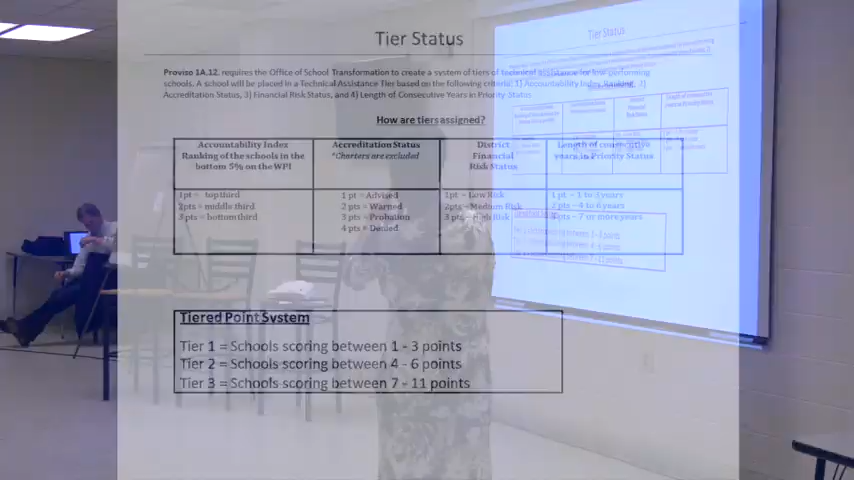 Tier Status
Proviso 1A.12. requires the Office of School Transformation to create a system of tiers of technical assistance for low-performing
schools. A school will be placed in a Technical Assistance Tier based on the following criteria: 1) Accountability Index Ranking, 2)
Accreditation Status, 3) Financial Risk Status, and 4) Length of Consecutive Years in Priority Status
How are tiers assigned?
Accountability Index
Ranking of the schools in the
bottom 5% on the WPI
Accreditation Status
*Charters are excluded
District
Financial
Risk Status
Length of consecutive
years in Priority Status
1pt = top third
2pts = middle third
3pts = bottom third
1 pt = Advised
2 pts = Warned
3 pts = Probation
4 pts = Denied
1pt = Low Risk
2pts = Medium Risk
3 pts = High Risk
1 pt = 1 to 3 years
2 pts = 4 to 6 years
pts = 7 or more years
Tiered Point System
Tier 1 = Schools scoring between 1 - 3 points
Tier 2 = Schools scoring between 4 - 6 points
Tier 3 = Schools scoring between 7 - 11 points
Tier Status